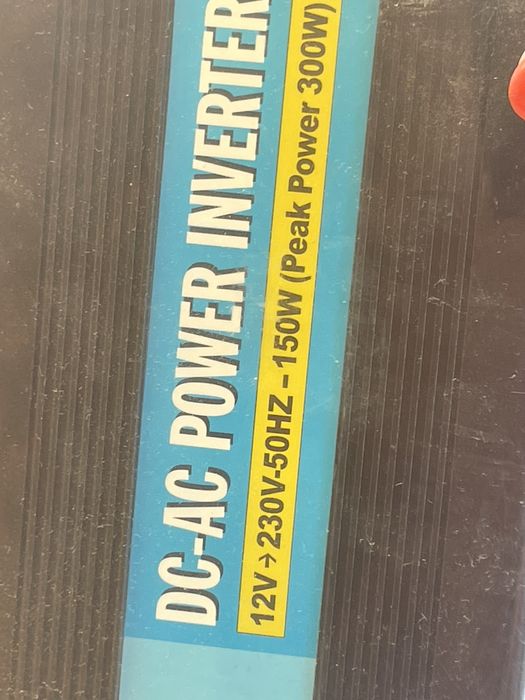 DC-AC POWER INVERTER
12V→230V-50HZ - 150W (Peak Power 300W)